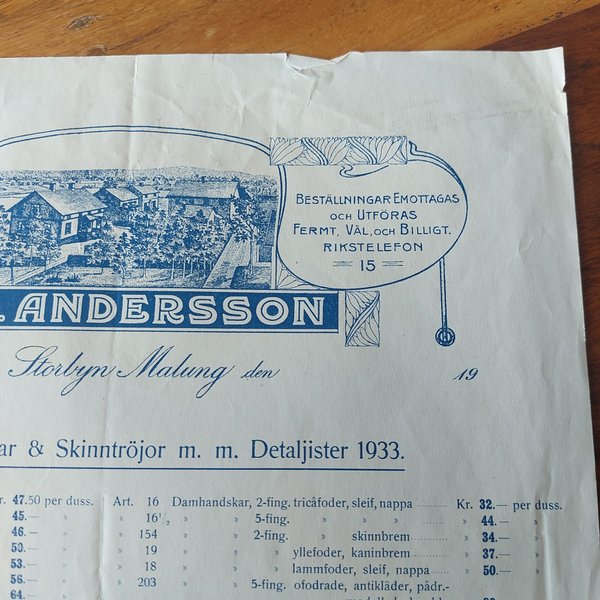 BESTÄLLNINGAR EMOTTAGAS
OCH UTFÖRAS
FERMT, VÄL, OCH BILLIGT.
RIKSTELEFON
15
. ANDERSSON
Storbyn Malung den 19
ar & Skinntröjor m. m. Detaljister 1933.
r. 47.50 per duss. Art. 16 Damhandskar, 2-fing. tricåfoder, sleif, nappa Kr. 32.— per duss.
45.— » » 16½ » » 5-fing. » » » » 44.— »
46.— » » 154 » » 2-fing. » skinnbrem » 34.— »
50.— » » 19 » » » yllefoder, kaninbrem » 37.— »
53.— » » 18 » » » lammfoder, sleif, nappa » 50.— »
56.— » » 203 » » 5-fing. ofodrade, antikläder, pädr.-
64.—